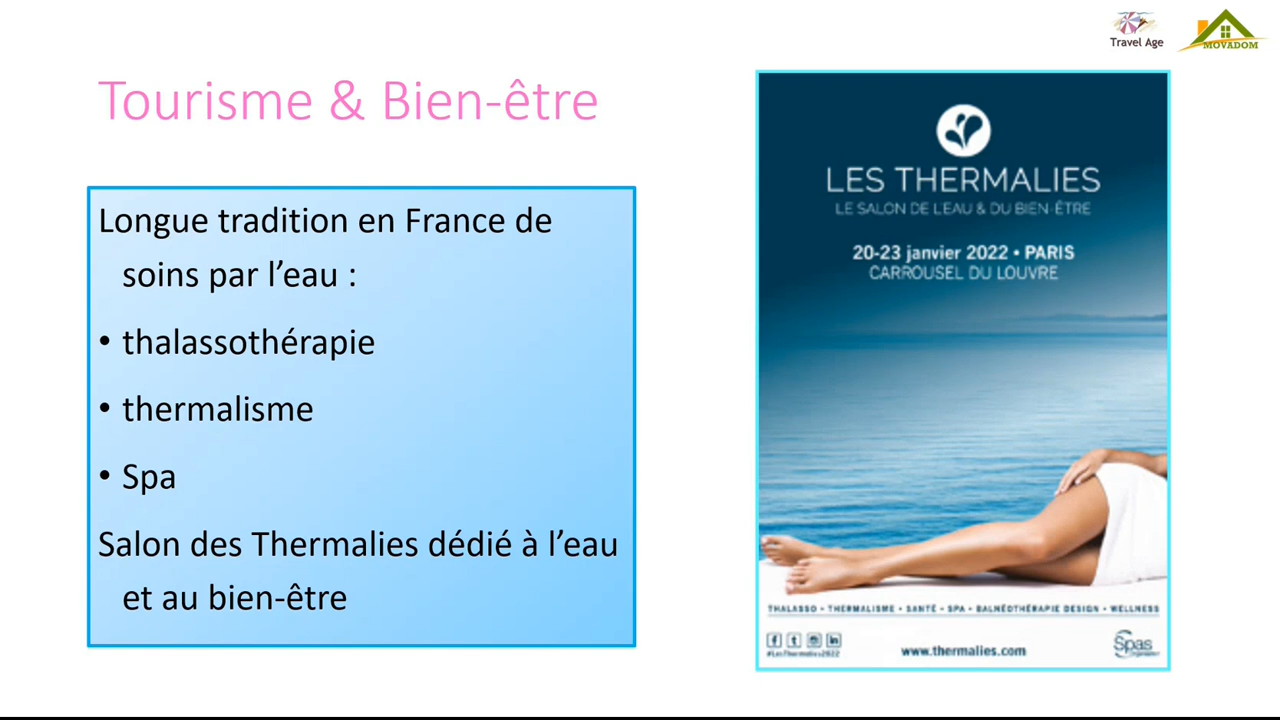 Travel Age
MOVADOM
Tourisme & Bien-être
Longue tradition en France de
soins par l’eau :
• thalassothérapie
• thermalisme
• Spa
Salon des Thermalies dédié à l’eau
et au bien-être
LES THERMALIES
LE SALON DE L'EAU & DU BIEN-ÊTRE
20-23 janvier 2022 • PARIS
CARROUSEL DU LOUVRE
THALASSO • THERMALISME • SANTÉ • SPA • BALNÉOTHÉRAPIE DESIGN • WELLNESS
#LesThermalies2022
www.thermalies.com
Spas